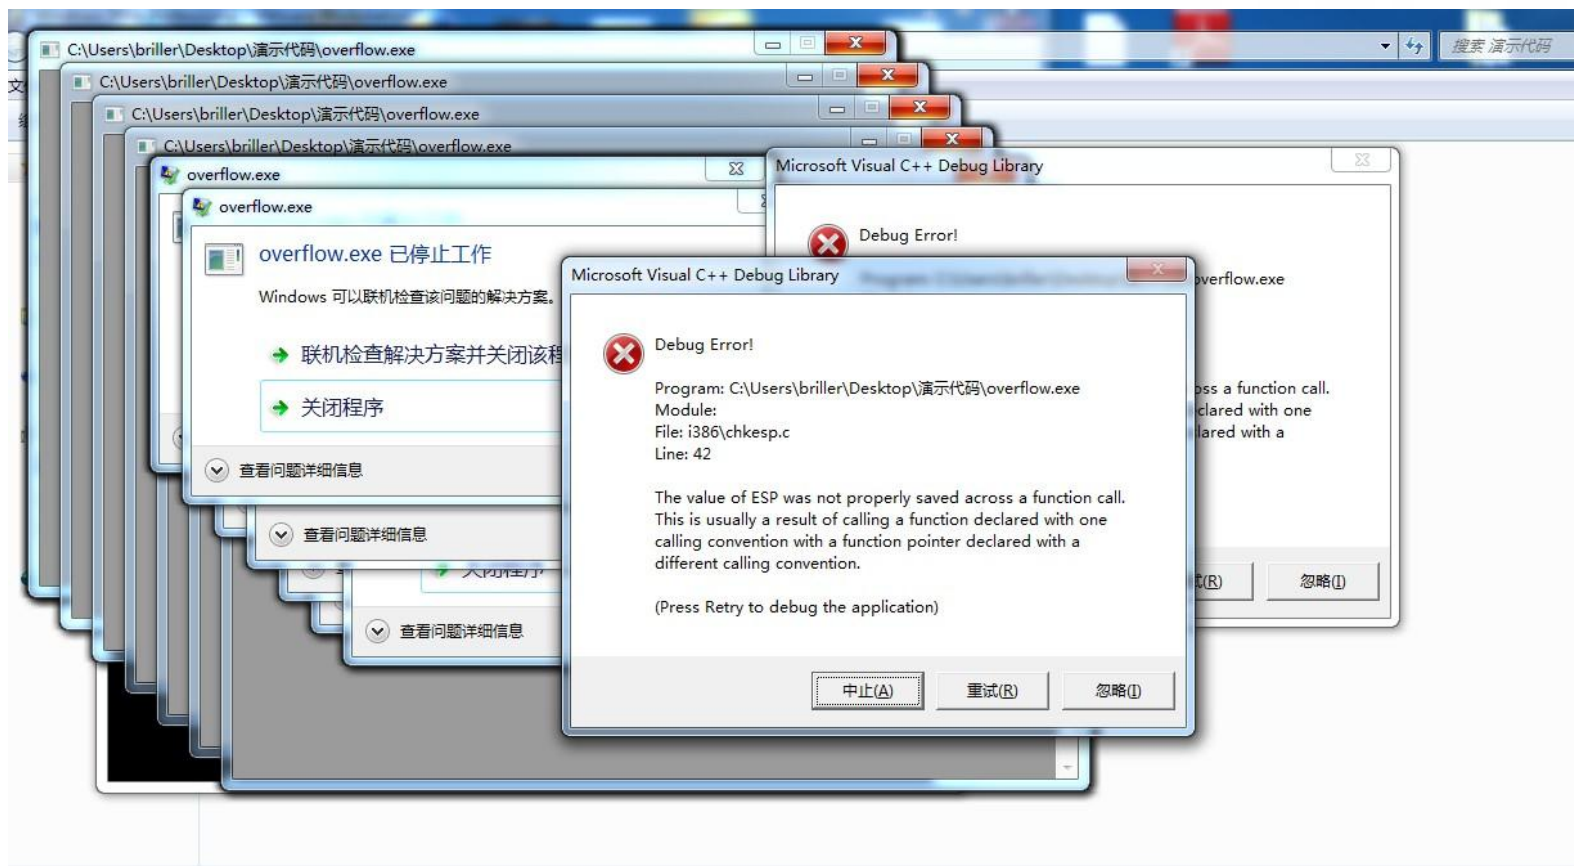 C:\Users\briller\Desktop\演示代码\overflow.exe
搜索 演示代码
C:\Users\briller\Desktop\演示代码\overflow.exe
C:\Users\briller\Desktop\演示代码\overflow.exe
C:\Users\briller\Desktop\演示代码\overflow.exe
overflow.exe
overflow.exe
overflow.exe 已停止工作
Windows 可以联机检查该问题的解决方案。
联机检查解决方案并关闭该程
关闭程序
查看问题详细信息
查看问题详细信息
关闭程序
查看问题详细信息
Microsoft Visual C++ Debug Library
Debug Error!
overflow.exe
oss a function call.
clared with one
lared with a
试(R)
忽略(I)
Microsoft Visual C++ Debug Library
Debug Error!
Program: C:\Users\briller\Desktop\演示代码\overflow.exe
Module:
File: i386\chkesp.c
Line: 42
The value of ESP was not properly saved across a function call.
This is usually a result of calling a function declared with one
calling convention with a function pointer declared with a
different calling convention.
(Press Retry to debug the application)
中止(A)
重试(R)
忽略(I)